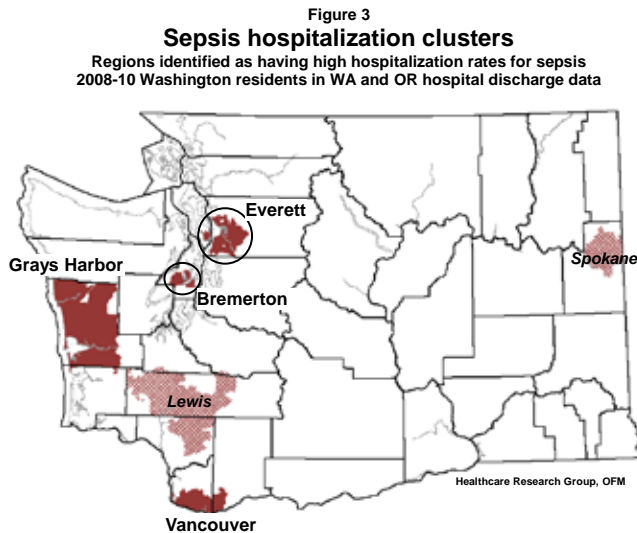 Figure 3
Sepsis hospitalization clusters
Regions identified as having high hospitalization rates for sepsis
2008-10 Washington residents in WA and OR hospital discharge data
Everett
Spokane
Grays Harbor
Bremerton
Lewis
Healthcare Research Group, OFM
Vancouver